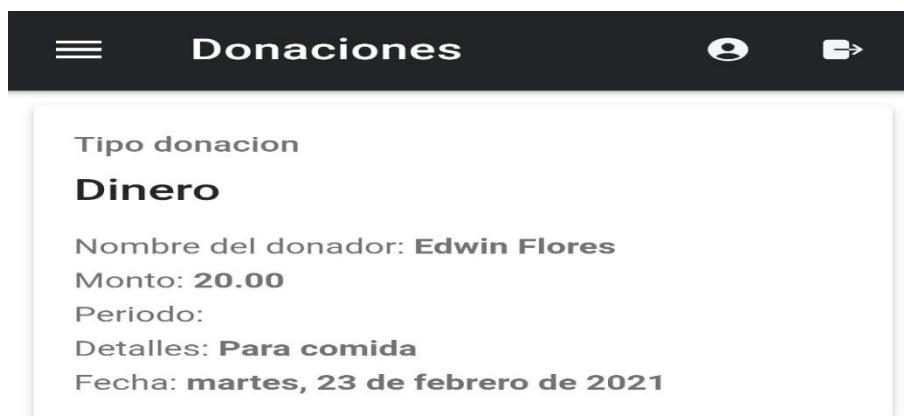 Donaciones
Tipo donacion
Dinero
Nombre del donador: Edwin Flores
Monto: 20.00
Periodo:
Detalles: Para comida
Fecha: martes, 23 de febrero de 2021